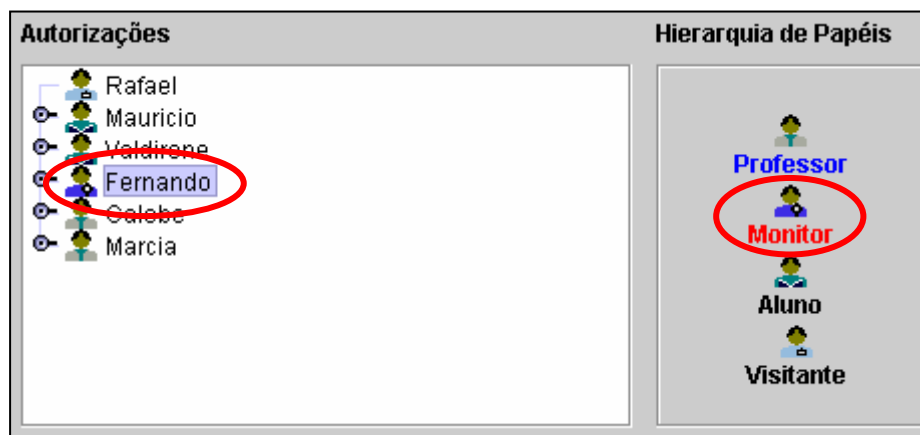 Autorizações
Rafael
Mauricio
Valdirene
Fernando
Calebe
Marcia
Hierarquia de Papéis
Professor
Monitor
Aluno
Visitante